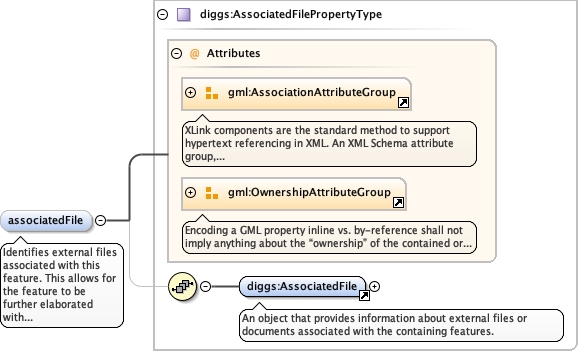 diggs:AssociatedFilePropertyType
@ Attributes
gml:AssociationAttributeGroup
XLink components are the standard method to support
hypertext referencing in XML. An XML Schema attribute
group,...
gml:OwnershipAttributeGroup
Encoding a GML property inline vs. by-reference shall not
imply anything about the “ownership” of the contained or...
associatedFile
Identifies external files
associated with this
feature. This allows for
the feature to be
further elaborated
with...
diggs:AssociatedFile
An object that provides information about external files or
documents associated with the containing features.